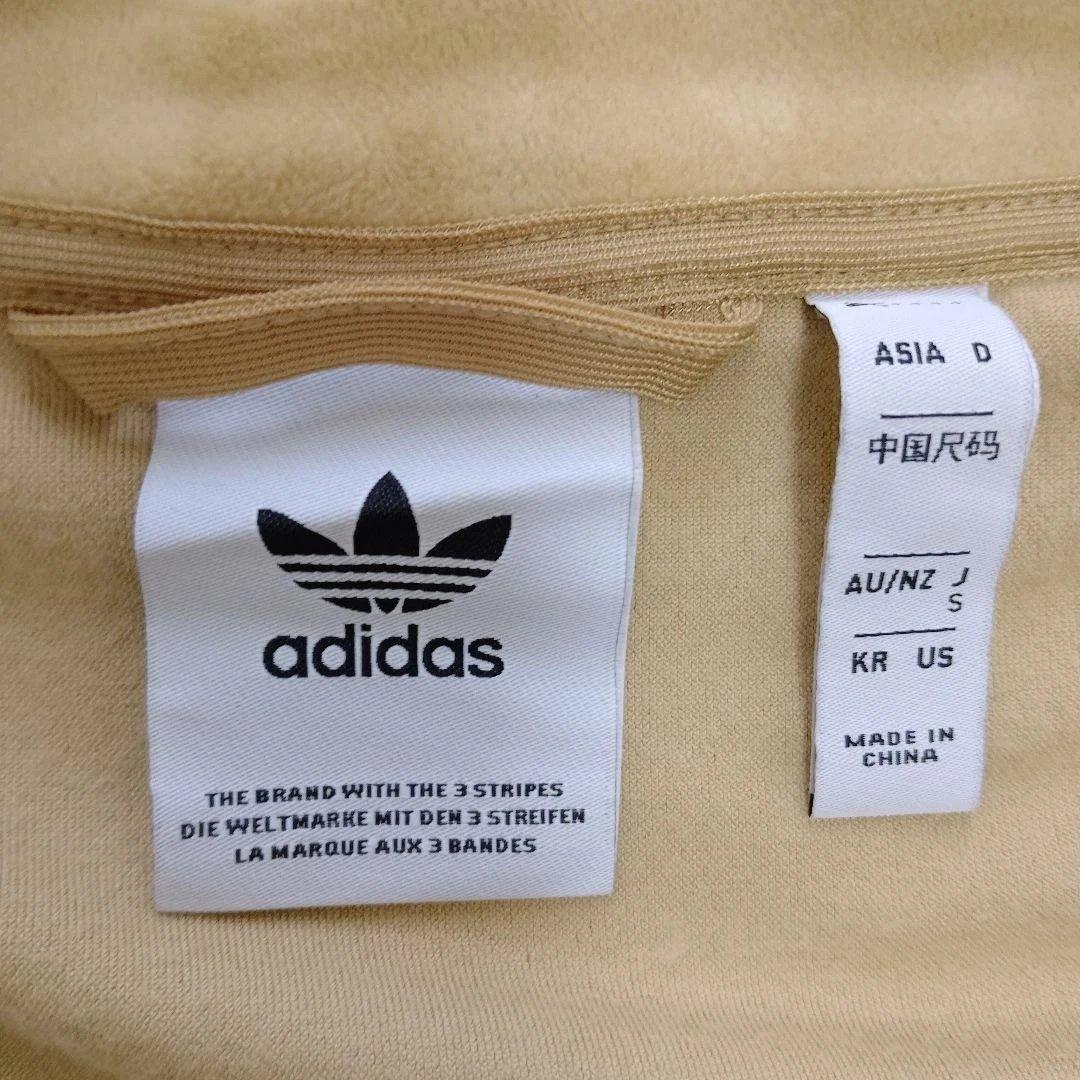 adidas
THE BRAND WITH THE 3 STRIPES
DIE WELTMARKE MIT DEN 3 STREIFEN
LA MARQUE AUX 3 BANDES
ASIA D
中国尺码
AU/NZ J
S
KR US
MADE IN
CHINA